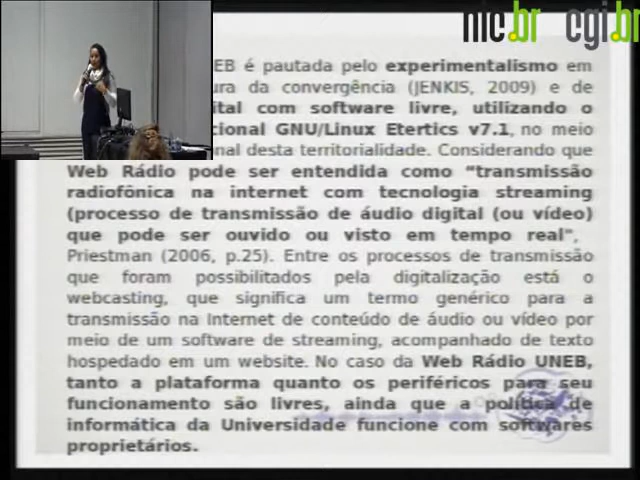 nic.br cgi.br
EB é pautada pelo experimentalismo em
ura da convergência (JENKIS, 2009) e de
ital com software livre, utilizando o
cional GNU/Linux Etertics v7.1, no meio
nal desta territorialidade. Considerando que
Web Rádio pode ser entendida como “transmissão
radiofônica na internet com tecnologia streaming
(processo de transmissão de áudio digital (ou vídeo)
que pode ser ouvido ou visto em tempo real",
Priestman (2006, p.25). Entre os processos de transmissão
que foram possibilitados pela digitalização está o
webcasting, que significa um termo genérico para a
transmissão na Internet de conteúdo de áudio ou vídeo por
meio de um software de streaming, acompanhado de texto
hospedado em um website. No caso da Web Rádio UNEB,
tanto a plataforma quanto os periféricos para seu
funcionamento são livres, ainda que a política de
informática da Universidade funcione com softwares
proprietários.